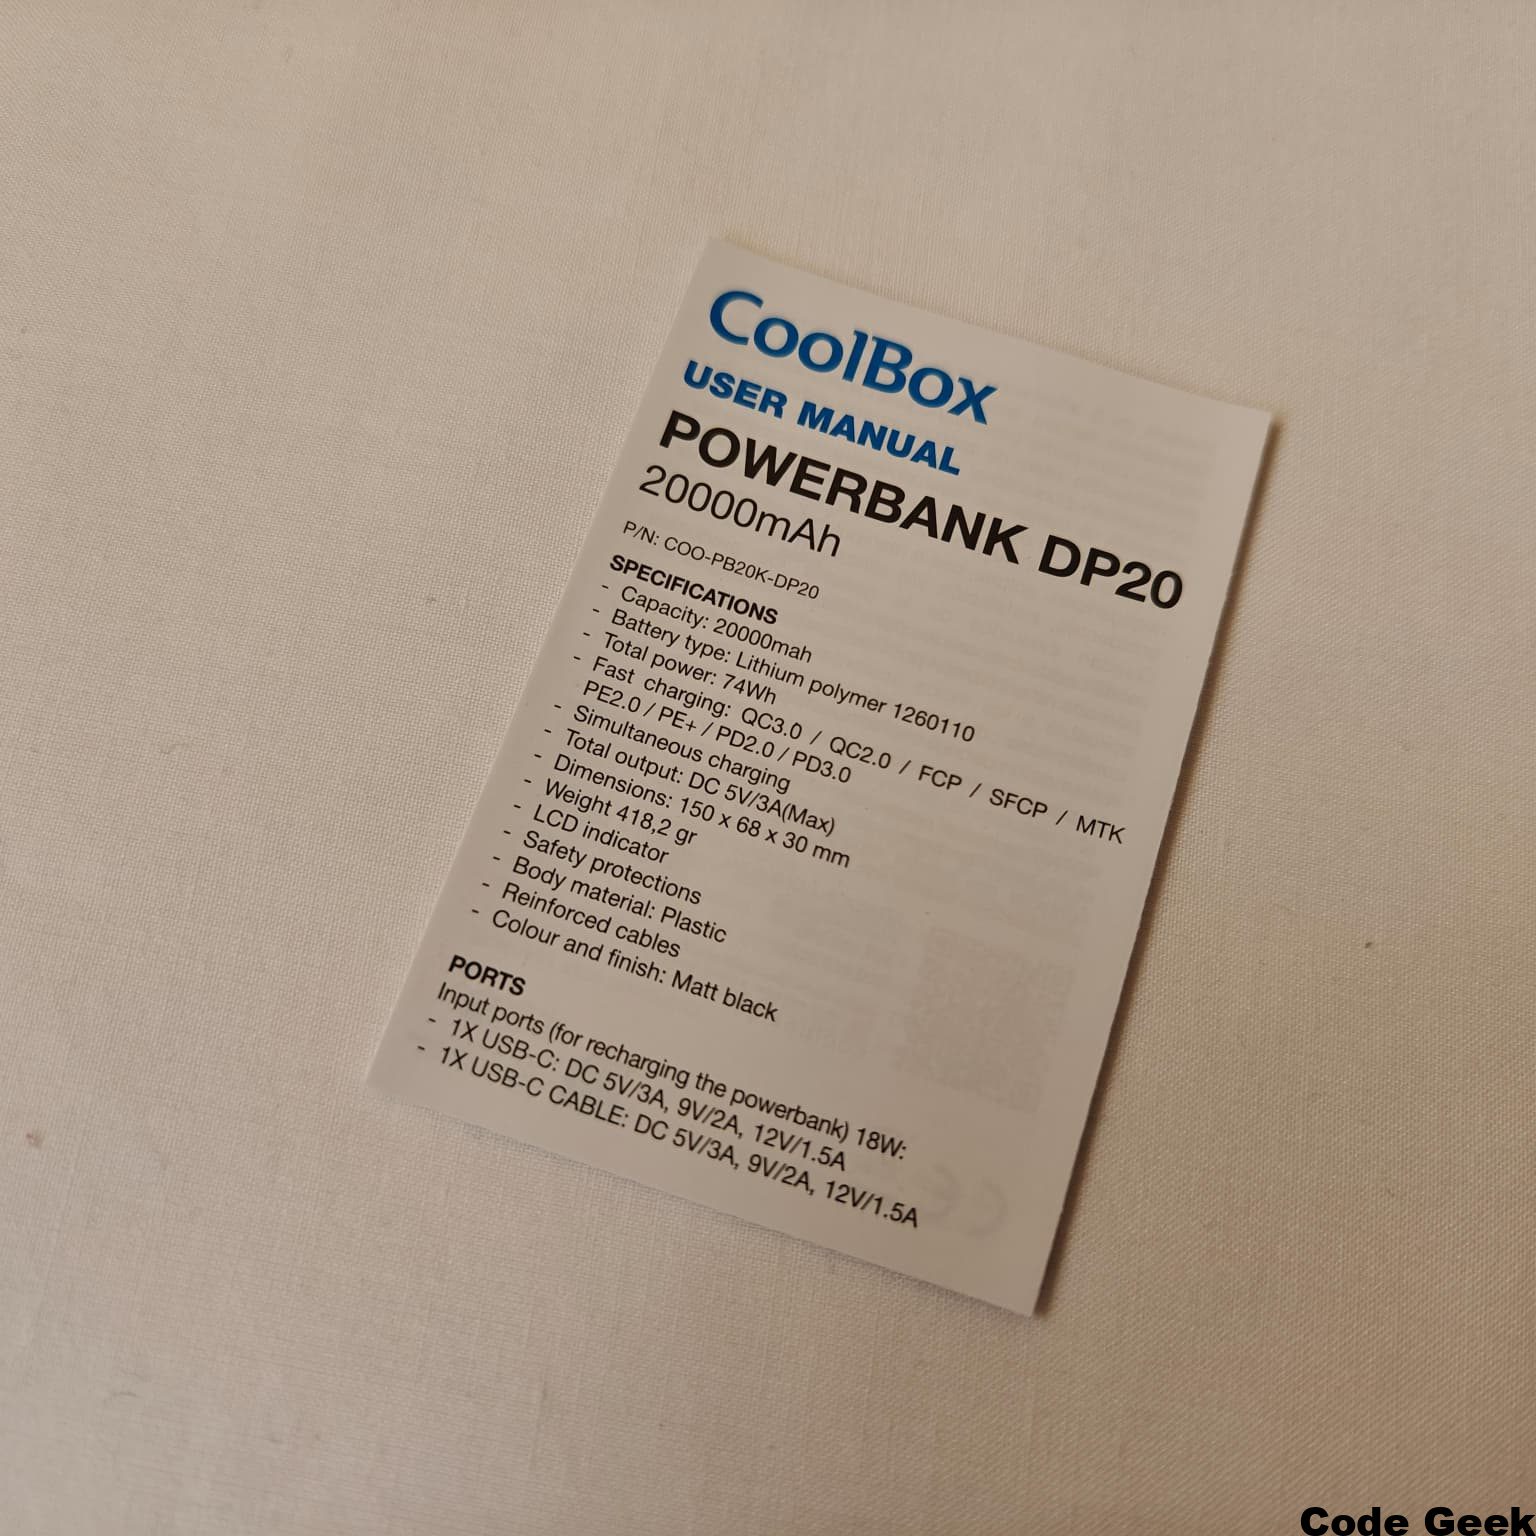 CoolBox
USER MANUAL
POWERBANK DP20
20000mAh
P/N: COO-PB20K-DP20
SPECIFICATIONS
- Capacity: 20000mah
- Battery type: Lithium polymer 1260110
- Total power: 74Wh
- Fast charging: QC3.0 / QC2.0 / FCP / SFCP / MTK
PE2.0 / PE+ / PD2.0 / PD3.0
- Simultaneous charging
- Total output: DC 5V/3A(Max)
- Dimensions: 150 x 68 x 30 mm
- Weight 418,2 gr
- LCD indicator
- Safety protections
- Body material: Plastic
- Reinforced cables
- Colour and finish: Matt black
PORTS
Input ports (for recharging the powerbank) 18W:
- 1X USB-C: DC 5V/3A, 9V/2A, 12V/1.5A
- 1X USB-C CABLE: DC 5V/3A, 9V/2A, 12V/1.5A
Code Geek